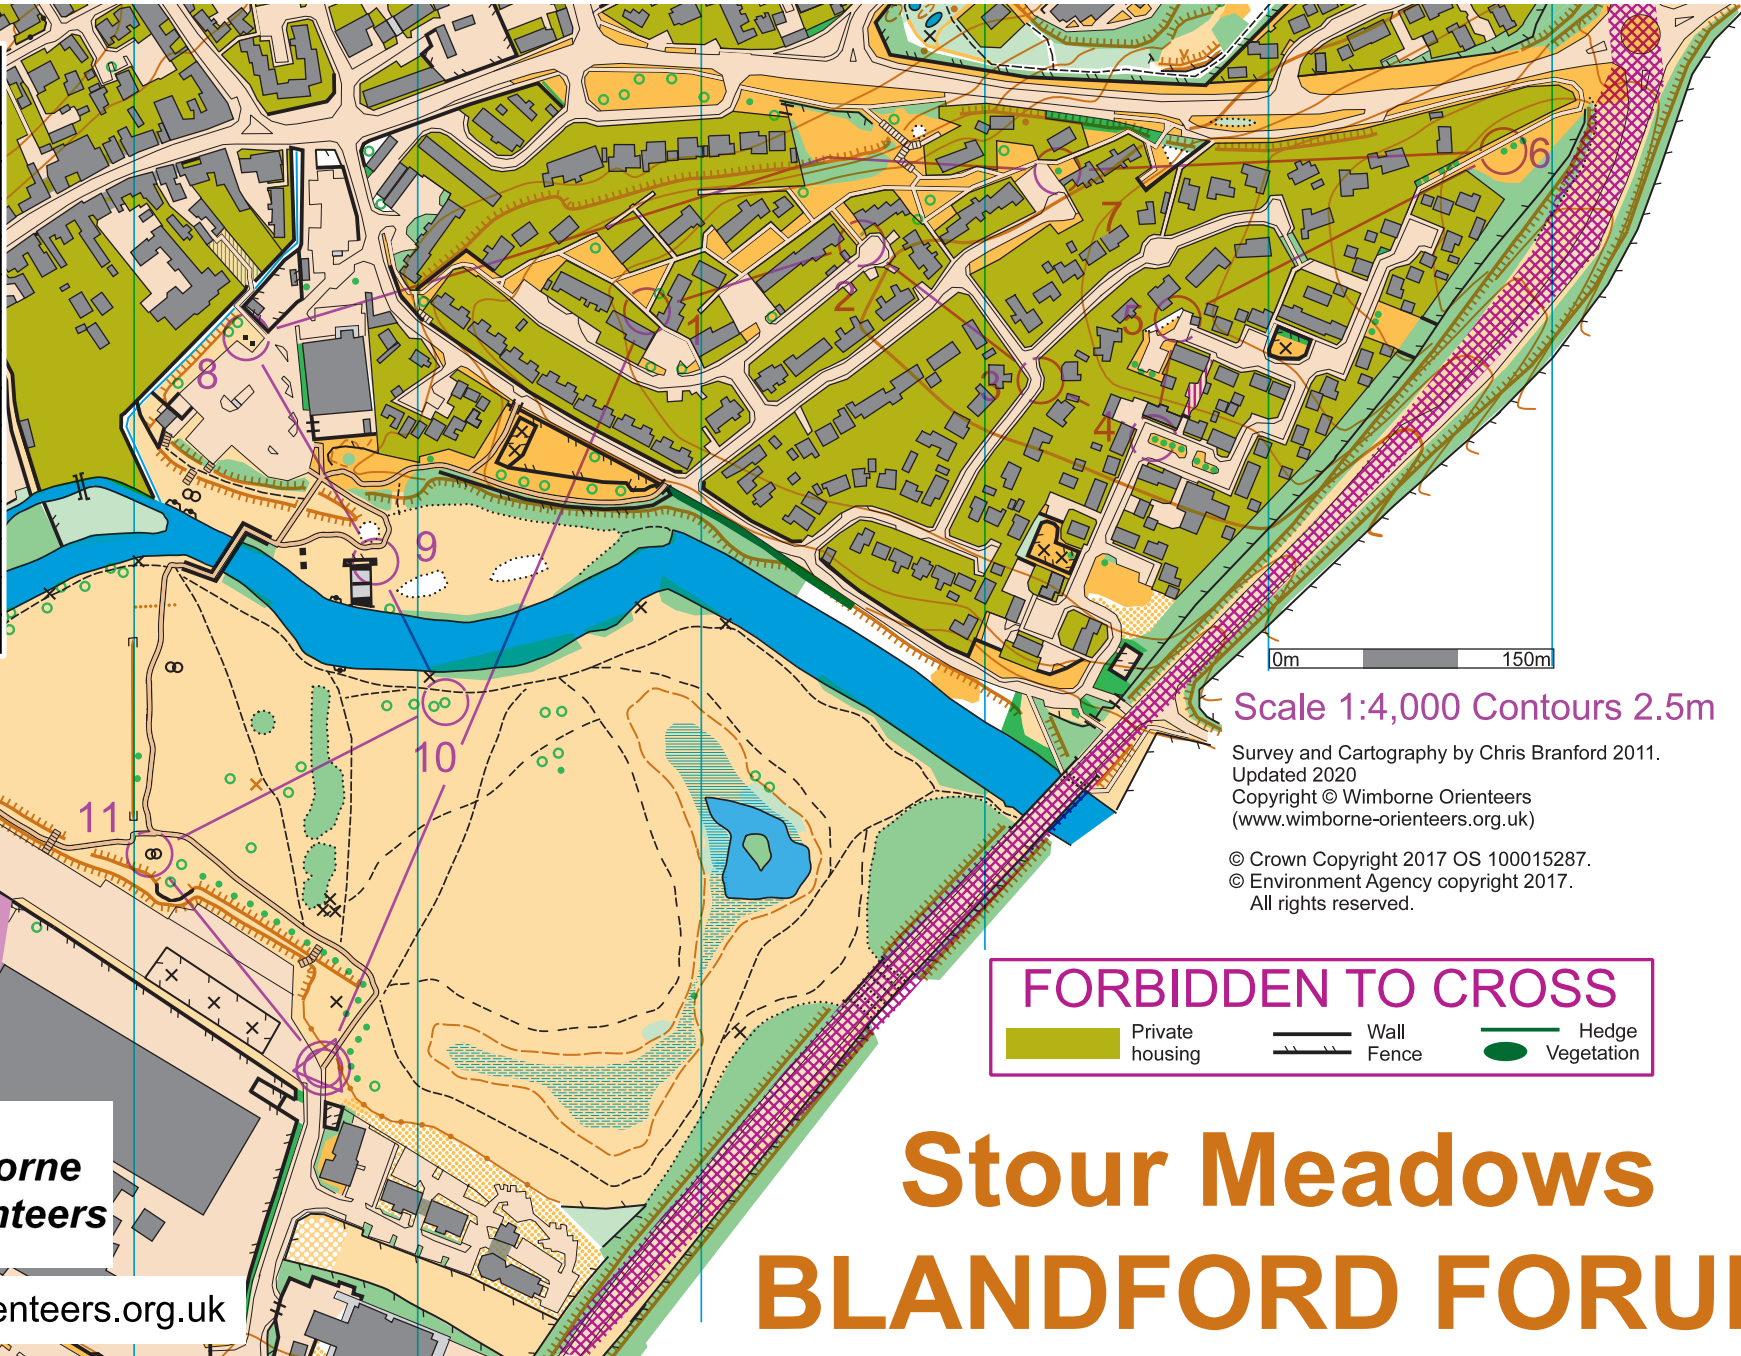 6
7
2
1
5
8
3
4
9
0m 150m
Scale 1:4,000 Contours 2.5m
Survey and Cartography by Chris Branford 2011.
Updated 2020
Copyright © Wimborne Orienteers
(www.wimborne-orienteers.org.uk)
© Crown Copyright 2017 OS 100015287.
© Environment Agency copyright 2017.
All rights reserved.
10
11
FORBIDDEN TO CROSS
Private housing
Wall
Fence
Hedge
Vegetation
orne
nteers
enteers.org.uk
Stour Meadows
BLANDFORD FORU